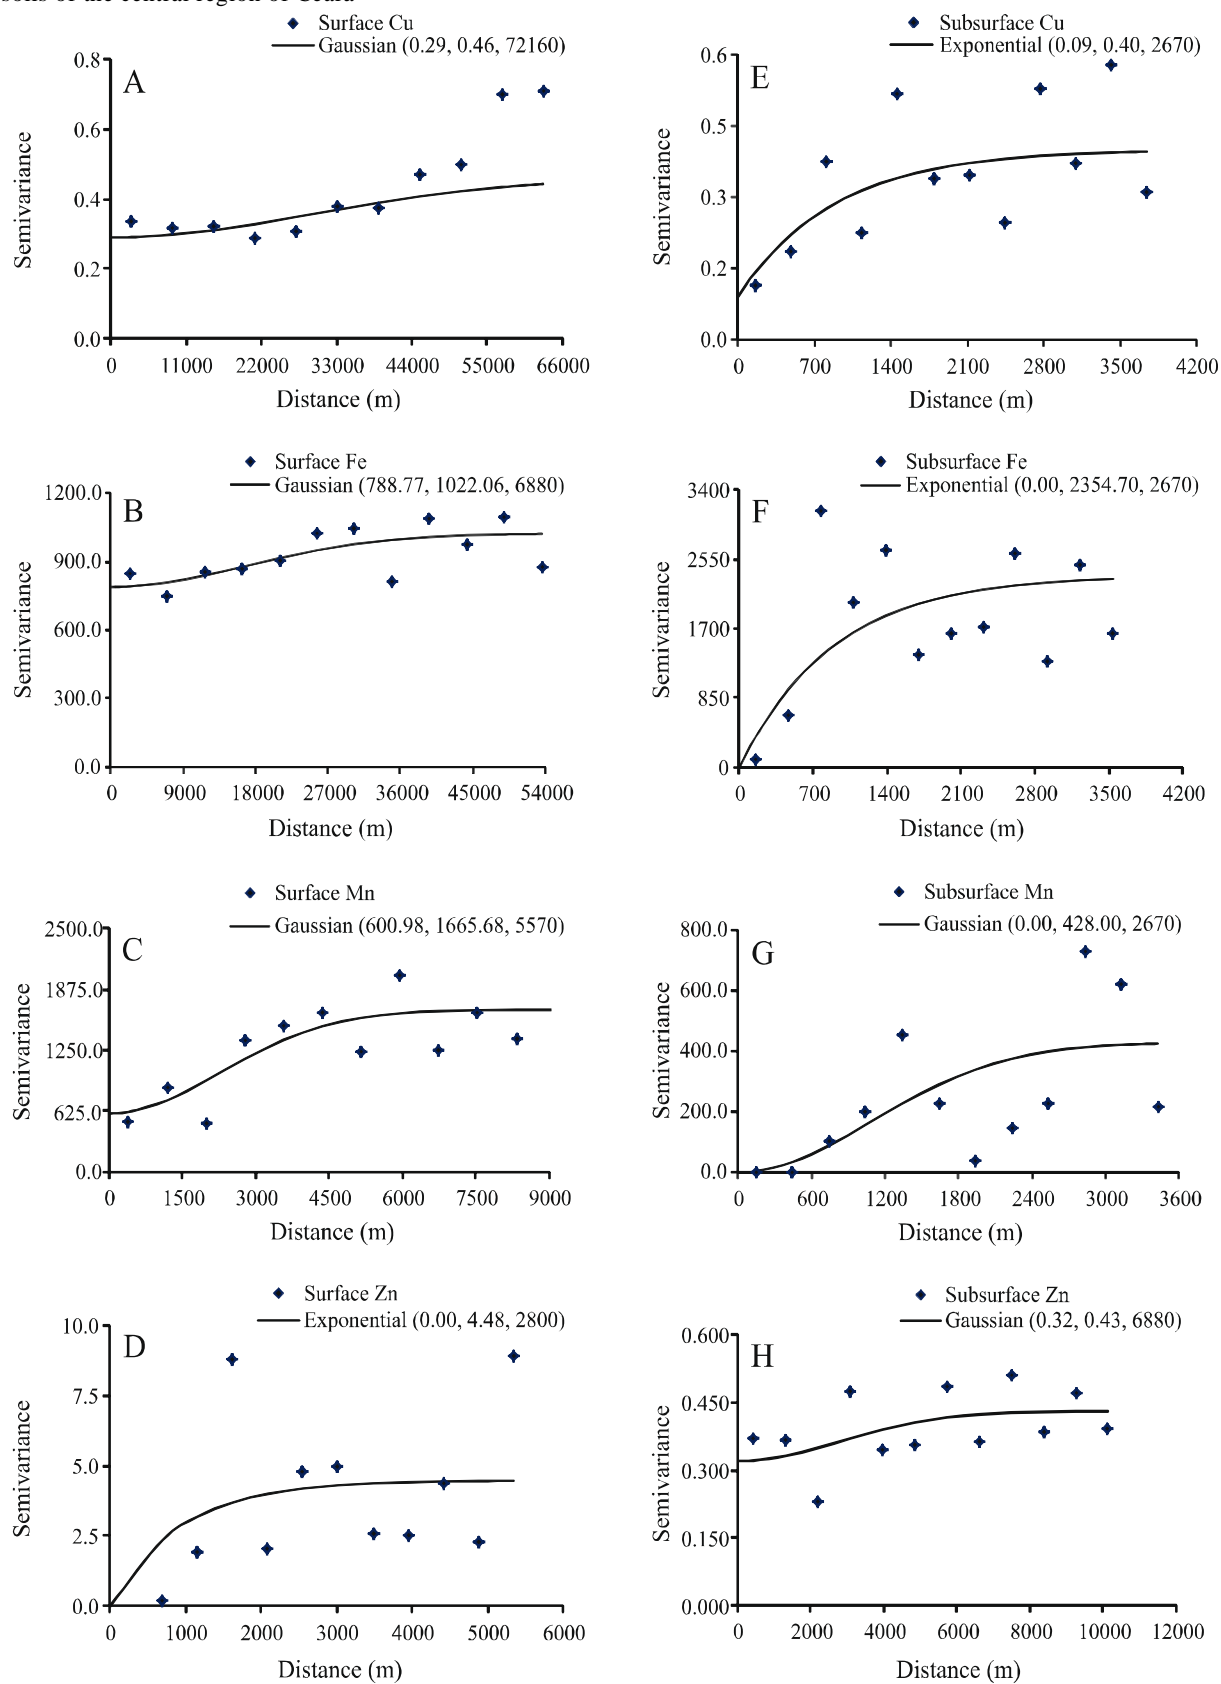 soils of the central region of Ceará
Surface Cu
Gaussian (0.29, 0.46, 72160)
A
Semivariance
0.8
0.6
0.4
0.2
0.0
0 11000 22000 33000 44000 55000 66000
Distance (m)
Subsurface Cu
Exponential (0.09, 0.40, 2670)
E
Semivariance
0.6
0.5
0.3
0.2
0.0
0 700 1400 2100 2800 3500 4200
Distance (m)
Surface Fe
Gaussian (788.77, 1022.06, 6880)
B
Semivariance
1200.0
900.0
600.0
300.0
0.0
0 9000 18000 27000 36000 45000 54000
Distance (m)
Subsurface Fe
Exponential (0.00, 2354.70, 2670)
F
Semivariance
3400
2550
1700
850
0
0 700 1400 2100 2800 3500 4200
Distance (m)
Surface Mn
Gaussian (600.98, 1665.68, 5570)
C
Semivariance
2500.0
1875.0
1250.0
625.0
0.0
0 1500 3000 4500 6000 7500 9000
Distance (m)
Subsurface Mn
Gaussian (0.00, 428.00, 2670)
G
Semivariance
800.0
600.0
400.0
200.0
0.0
0 600 1200 1800 2400 3000 3600
Distance (m)
Surface Zn
Exponential (0.00, 4.48, 2800)
D
Semivariance
10.0
7.5
5.0
2.5
0.0
0 1000 2000 3000 4000 5000 6000
Distance (m)
Subsurface Zn
Gaussian (0.32, 0.43, 6880)
H
Semivariance
0.600
0.450
0.300
0.150
0.000
0 2000 4000 6000 8000 10000 12000
Distance (m)